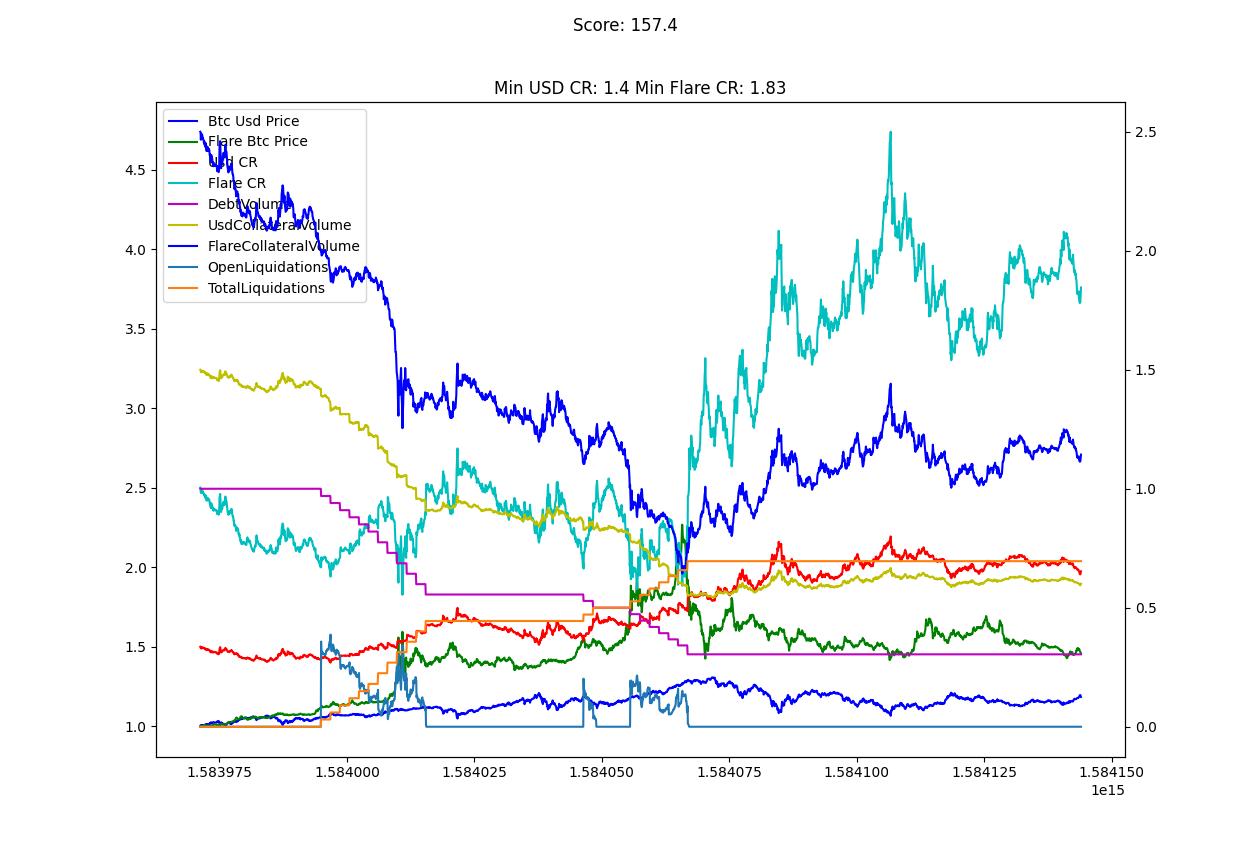 Score: 157.4
Min USD CR: 1.4 Min Flare CR: 1.83
Btc Usd Price
Flare Btc Price
Usd CR
Flare CR
DebtVolume
UsdCollateralVolume
FlareCollateralVolume
OpenLiquidations
TotalLiquidations
4.5
4.0
3.5
3.0
2.5
2.0
1.5
1.0
2.5
2.0
1.5
1.0
0.5
0.0
1.583975 1.584000 1.584025 1.584050 1.584075 1.584100 1.584125 1.584150
1e15